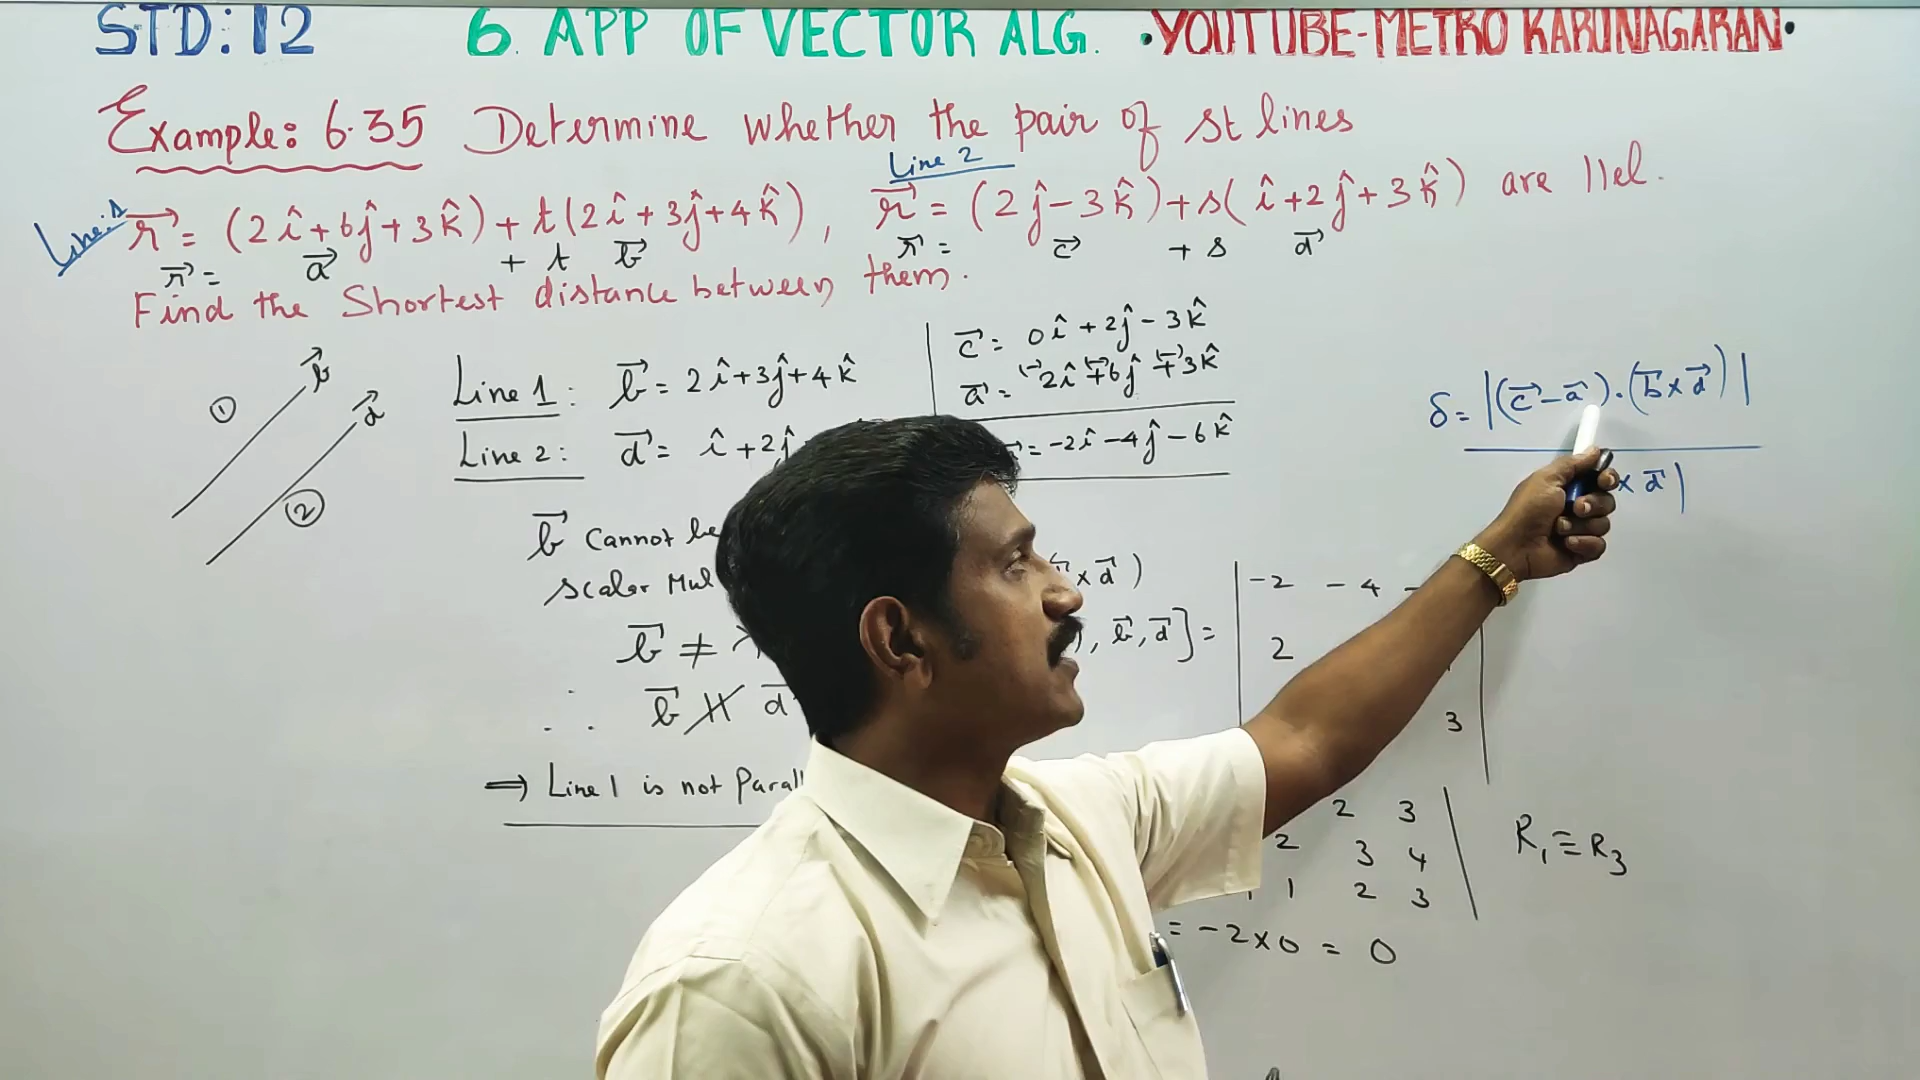 STD: 12 6. APP OF VECTOR ALG. •YOUTUBE-METRO KARUNAGARAN•
Example: 6.35 Determine whether the pair of st lines
Line 2
Line 1 r⃗ = (2î+6ĵ+3k̂) + t(2î+3ĵ+4k̂), r⃗ = (2ĵ-3k̂)+s(î+2ĵ+3k̂) are llel.
r⃗ = a⃗ + t b⃗ r⃗ = c⃗ + s d⃗
Find the Shortest distance between them.
① b⃗
② d⃗
Line 1: b⃗ = 2î+3ĵ+4k̂
Line 2: d⃗ = î+2ĵ
b⃗ Cannot be
scalar Mul
b⃗ ≠
∴ b⃗ ∦ d⃗
⇒ Line 1 is not Paral
c⃗ = 0î+2ĵ-3k̂
a⃗ = (-)2î +(-)6ĵ +(-)3k̂
= -2î-4ĵ-6k̂
δ = |(c⃗-a⃗).(b⃗×d⃗)|
× d⃗|
× d⃗)
, b⃗, d⃗] = | -2 -4 -
2
3 |
2 3 |
2 3 4
1 2 3
R₁ ≡ R₃
= -2×0 = 0